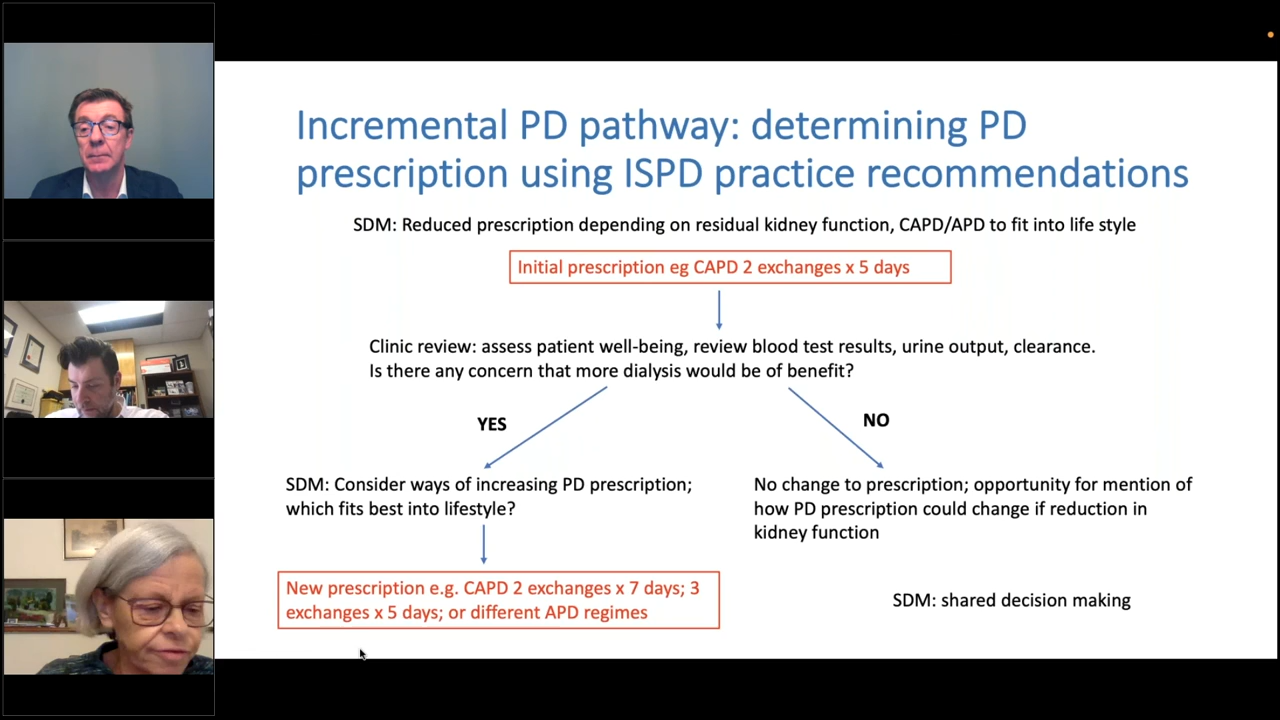 Incremental PD pathway: determining PD
prescription using ISPD practice recommendations
SDM: Reduced prescription depending on residual kidney function, CAPD/APD to fit into life style
Initial prescription eg CAPD 2 exchanges x 5 days
Clinic review: assess patient well-being, review blood test results, urine output, clearance.
Is there any concern that more dialysis would be of benefit?
YES
NO
SDM: Consider ways of increasing PD prescription;
which fits best into lifestyle?
No change to prescription; opportunity for mention of
how PD prescription could change if reduction in
kidney function
New prescription e.g. CAPD 2 exchanges x 7 days; 3
exchanges x 5 days; or different APD regimes
SDM: shared decision making